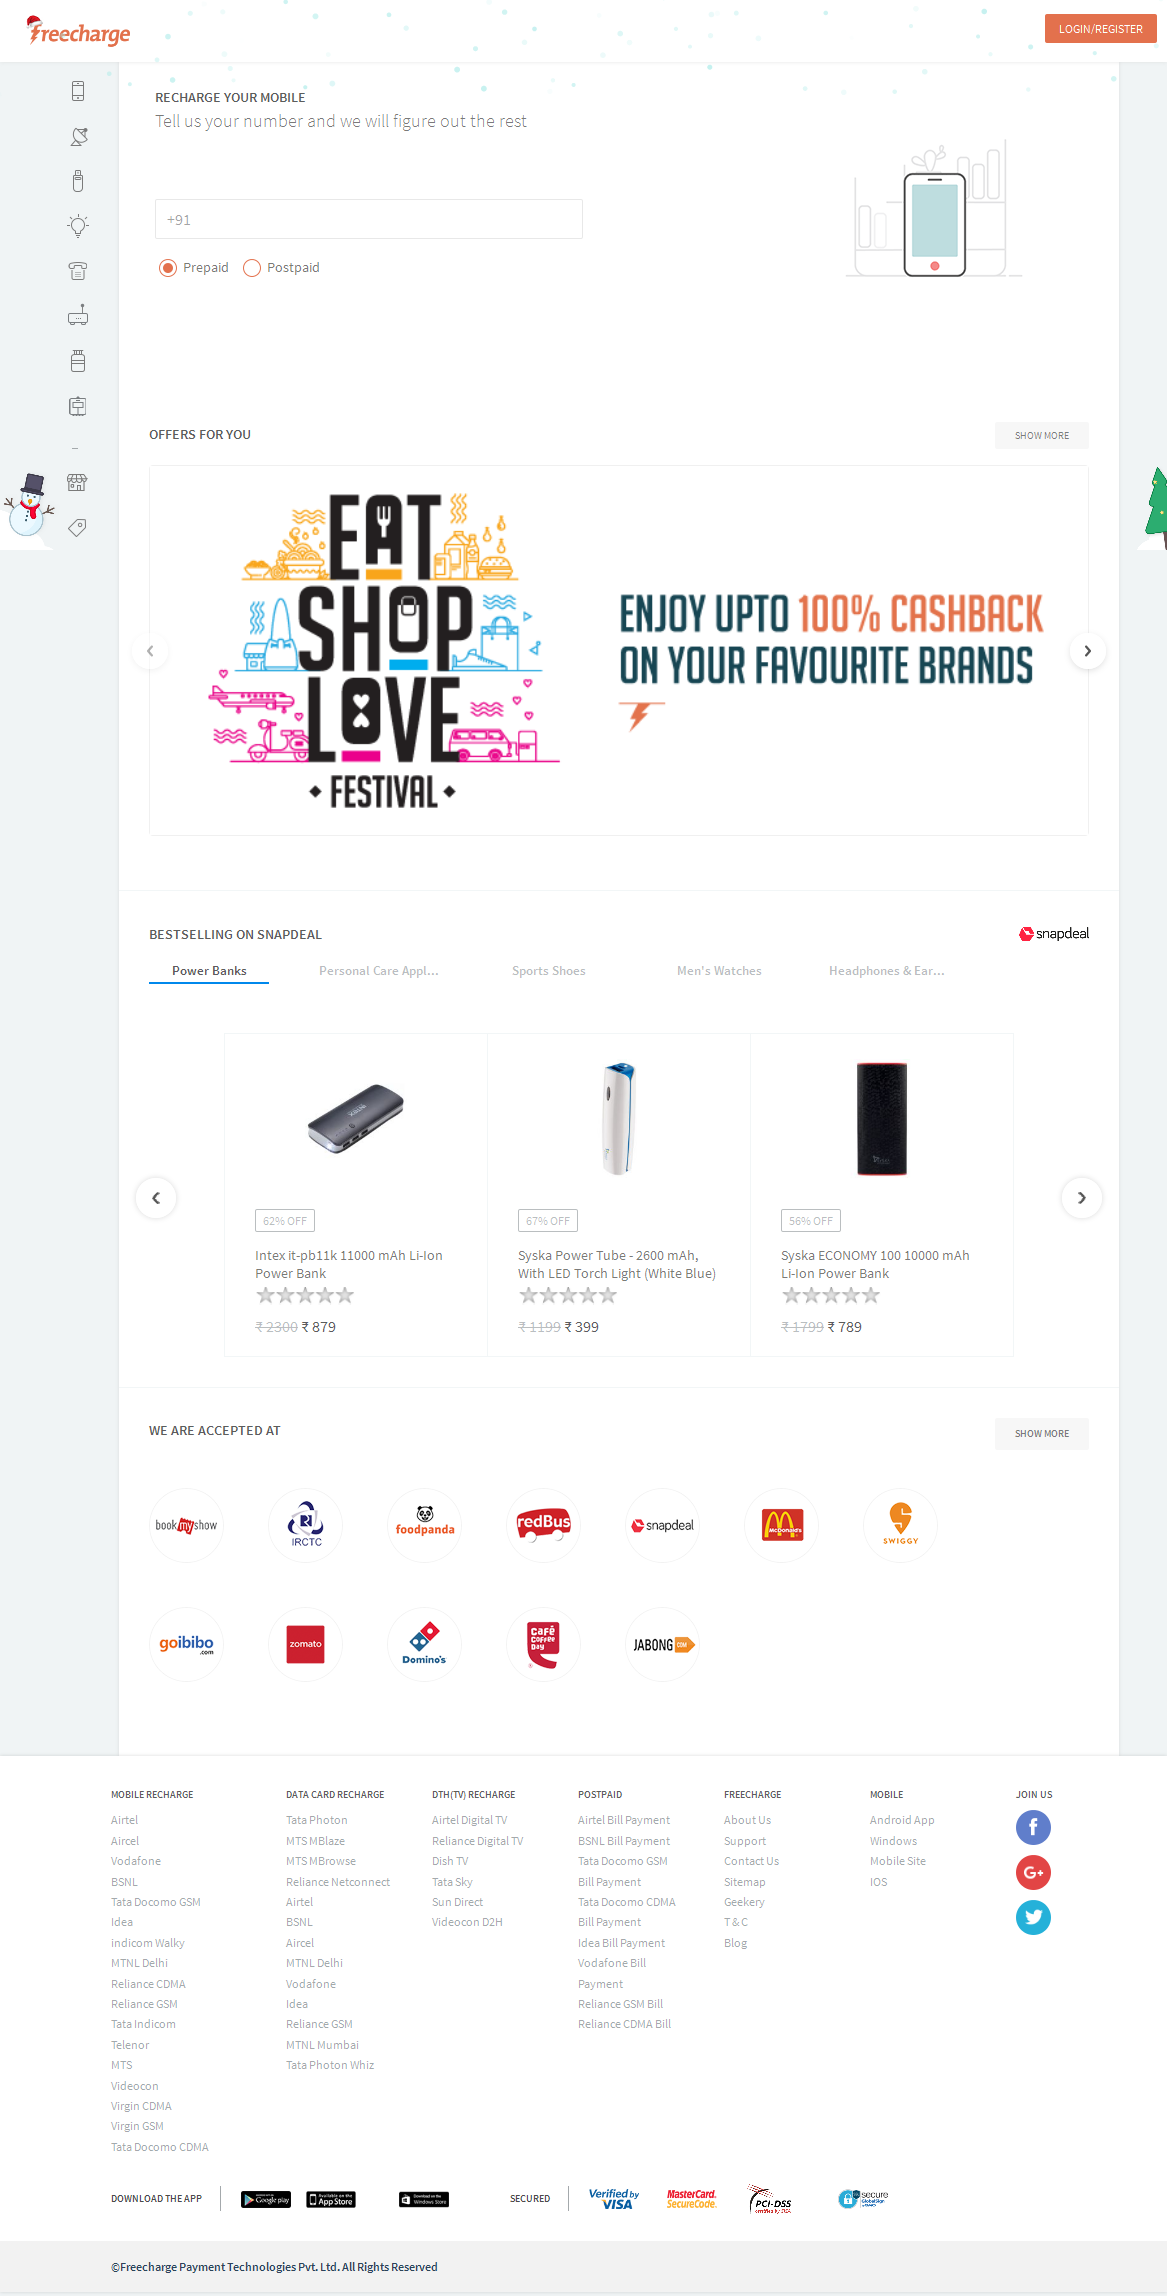 freecharge
LOGIN/REGISTER
RECHARGE YOUR MOBILE
Tell us your number and we will figure out the rest
+91
Prepaid Postpaid
OFFERS FOR YOU
SHOW MORE
EAT
SHOP
LOVE
FESTIVAL
ENJOY UPTO 100% CASHBACK
ON YOUR FAVOURITE BRANDS
BESTSELLING ON SNAPDEAL
snapdeal
Power Banks Personal Care Appl... Sports Shoes Men's Watches Headphones & Ear...
62% OFF
Intex it-pb11k 11000 mAh Li-Ion
Power Bank
₹ 2300 ₹ 879
67% OFF
Syska Power Tube - 2600 mAh,
With LED Torch Light (White Blue)
₹ 1199 ₹ 399
56% OFF
Syska ECONOMY 100 10000 mAh
Li-Ion Power Bank
₹ 1799 ₹ 789
WE ARE ACCEPTED AT
SHOW MORE
bookmyshow
IRCTC
foodpanda
redBus
snapdeal
McDonald's
SWIGGY
goibibo
.com
zomato
Domino's
café
coffee
Day
JABONG COM
MOBILE RECHARGE
Airtel
Aircel
Vodafone
BSNL
Tata Docomo GSM
Idea
indicom Walky
MTNL Delhi
Reliance CDMA
Reliance GSM
Tata Indicom
Telenor
MTS
Videocon
Virgin CDMA
Virgin GSM
Tata Docomo CDMA
DATA CARD RECHARGE
Tata Photon
MTS MBlaze
MTS MBrowse
Reliance Netconnect
Airtel
BSNL
Aircel
MTNL Delhi
Vodafone
Idea
Reliance GSM
MTNL Mumbai
Tata Photon Whiz
DTH(TV) RECHARGE
Airtel Digital TV
Reliance Digital TV
Dish TV
Tata Sky
Sun Direct
Videocon D2H
POSTPAID
Airtel Bill Payment
BSNL Bill Payment
Tata Docomo GSM
Bill Payment
Tata Docomo CDMA
Bill Payment
Idea Bill Payment
Vodafone Bill
Payment
Reliance GSM Bill
Reliance CDMA Bill
FREECHARGE
About Us
Support
Contact Us
Sitemap
Geekery
T & C
Blog
MOBILE
Android App
Windows
Mobile Site
IOS
JOIN US
f
G+
DOWNLOAD THE APP
Google play
Available on the
App Store
Download on the
Windows Store
SECURED
Verified by
VISA
MasterCard.
SecureCode.
PCI-DSS
secure
GlobalSign
©Freecharge Payment Technologies Pvt. Ltd. All Rights Reserved